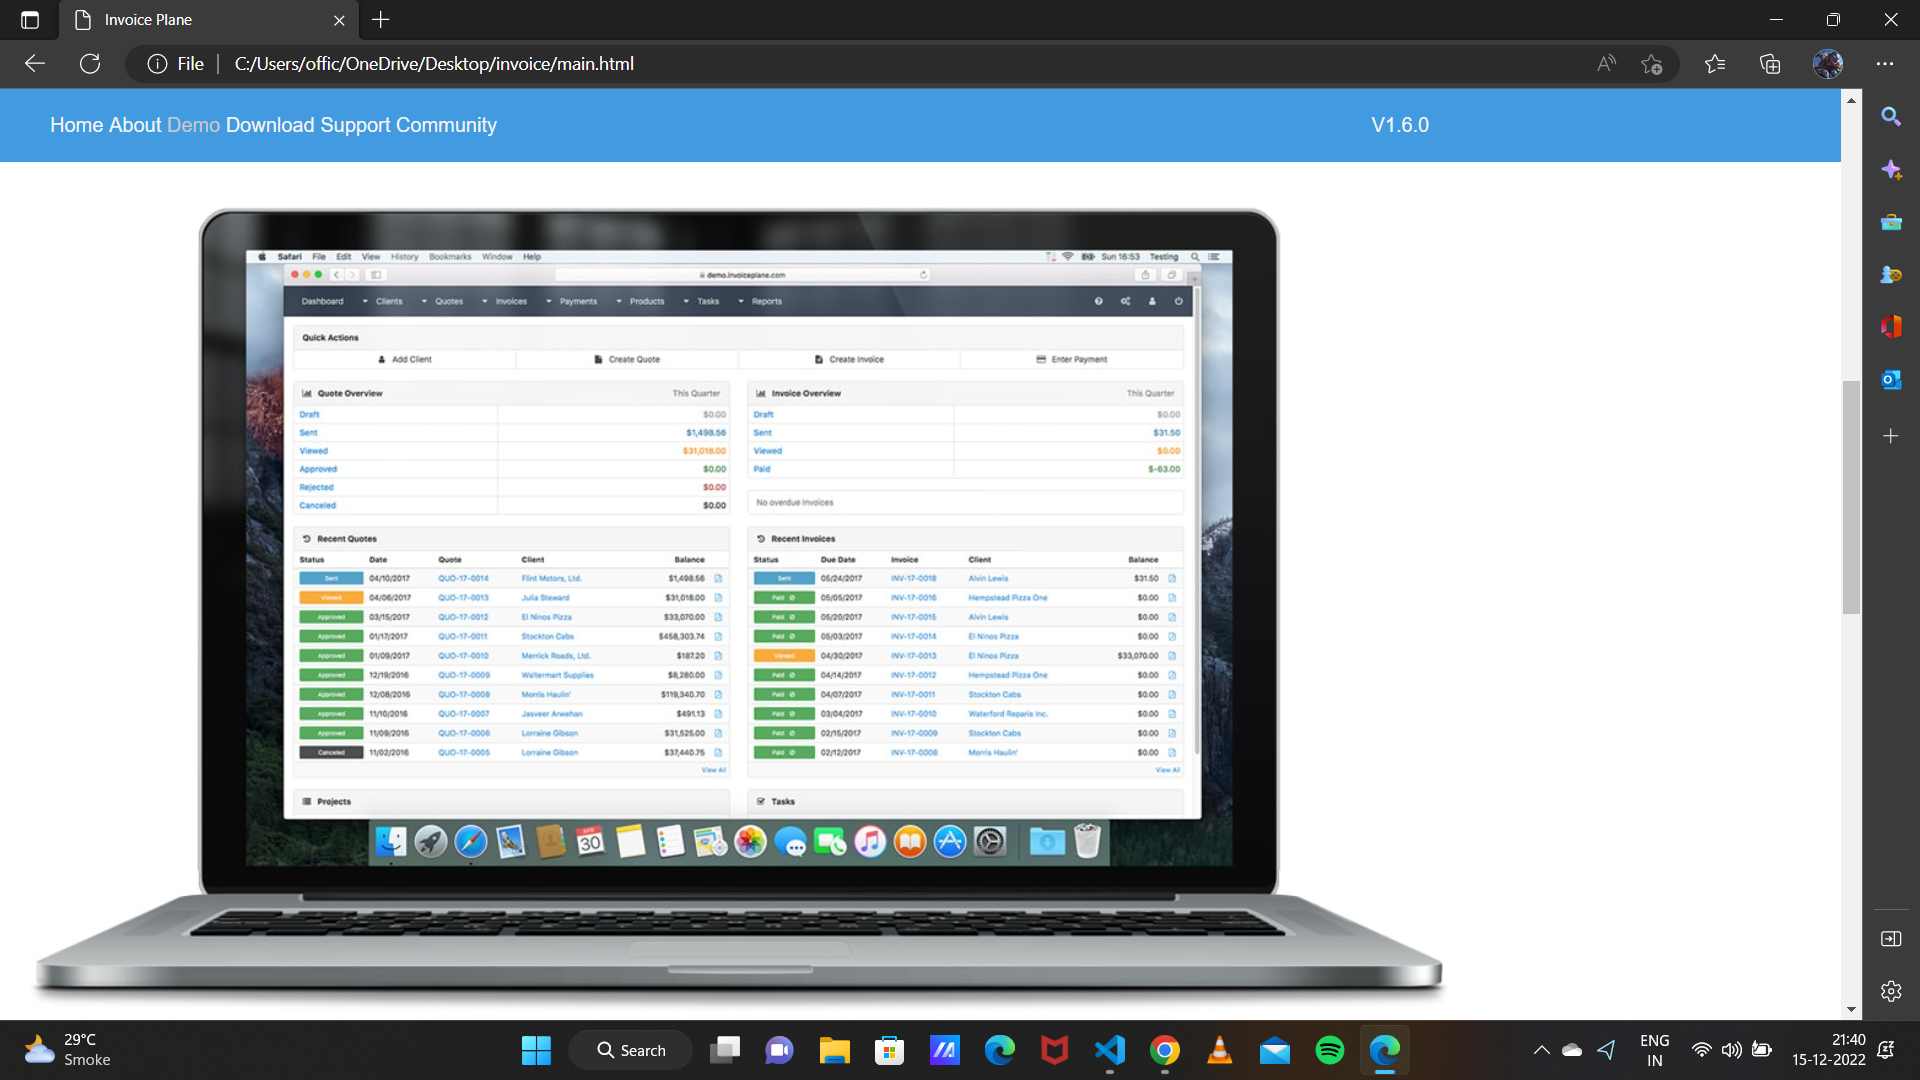 Invoice Plane
File
C:/Users/offic/OneDrive/Desktop/invoice/main.html
Home About Demo Download Support Community
V1.6.0
Safari File Edit View History Bookmarks Window Help
Sun 16:53 Testing
demo.invoiceplane.com
Dashboard Clients Quotes Invoices Payments Products Tasks Reports
Quick Actions
Add Client Create Quote Create Invoice Enter Payment
Quote Overview This Quarter
Draft $0.00
Sent $1,498.56
Viewed $31,018.00
Approved $0.00
Rejected $0.00
Canceled $0.00
Invoice Overview This Quarter
Draft $0.00
Sent $31.50
Viewed $0.00
Paid $-63.00
No overdue Invoices
Recent Quotes
Status Date Quote Client Balance
Sent 04/10/2017 QUO-17-0014 Flint Motors, Ltd. $1,498.56
Viewed 04/06/2017 QUO-17-0013 Julia Steward $31,018.00
Approved 03/15/2017 QUO-17-0012 El Ninos Pizza $33,070.00
Approved 01/17/2017 QUO-17-0011 Stockton Cabs $458,303.74
Approved 01/09/2017 QUO-17-0010 Merrick Roads, Ltd. $187.20
Approved 12/19/2016 QUO-17-0009 Waltermart Supplies $8,280.00
Approved 12/08/2016 QUO-17-0008 Morris Haulin' $119,340.70
Approved 11/10/2016 QUO-17-0007 Jasveer Arwehan $491.13
Approved 11/09/2016 QUO-17-0006 Lorraine Gibson $31,525.00
Canceled 11/02/2016 QUO-17-0005 Lorraine Gibson $37,440.75
View All
Recent Invoices
Status Due Date Invoice Client Balance
Sent 05/24/2017 INV-17-0018 Alvin Lewis $31.50
Paid 05/05/2017 INV-17-0016 Hempstead Pizza One $0.00
Paid 05/20/2017 INV-17-0015 Alvin Lewis $0.00
Paid 05/03/2017 INV-17-0014 El Ninos Pizza $0.00
Viewed 04/30/2017 INV-17-0013 El Ninos Pizza $33,070.00
Paid 04/14/2017 INV-17-0012 Hempstead Pizza One $0.00
Paid 04/07/2017 INV-17-0011 Stockton Cabs $0.00
Paid 03/04/2017 INV-17-0010 Waterford Reparis Inc. $0.00
Paid 02/15/2017 INV-17-0009 Stockton Cabs $0.00
Paid 02/12/2017 INV-17-0008 Morris Haulin' $0.00
View All
Projects
Tasks
APR
30
29°C
Smoke
Search
ENG
IN
21:40
15-12-2022